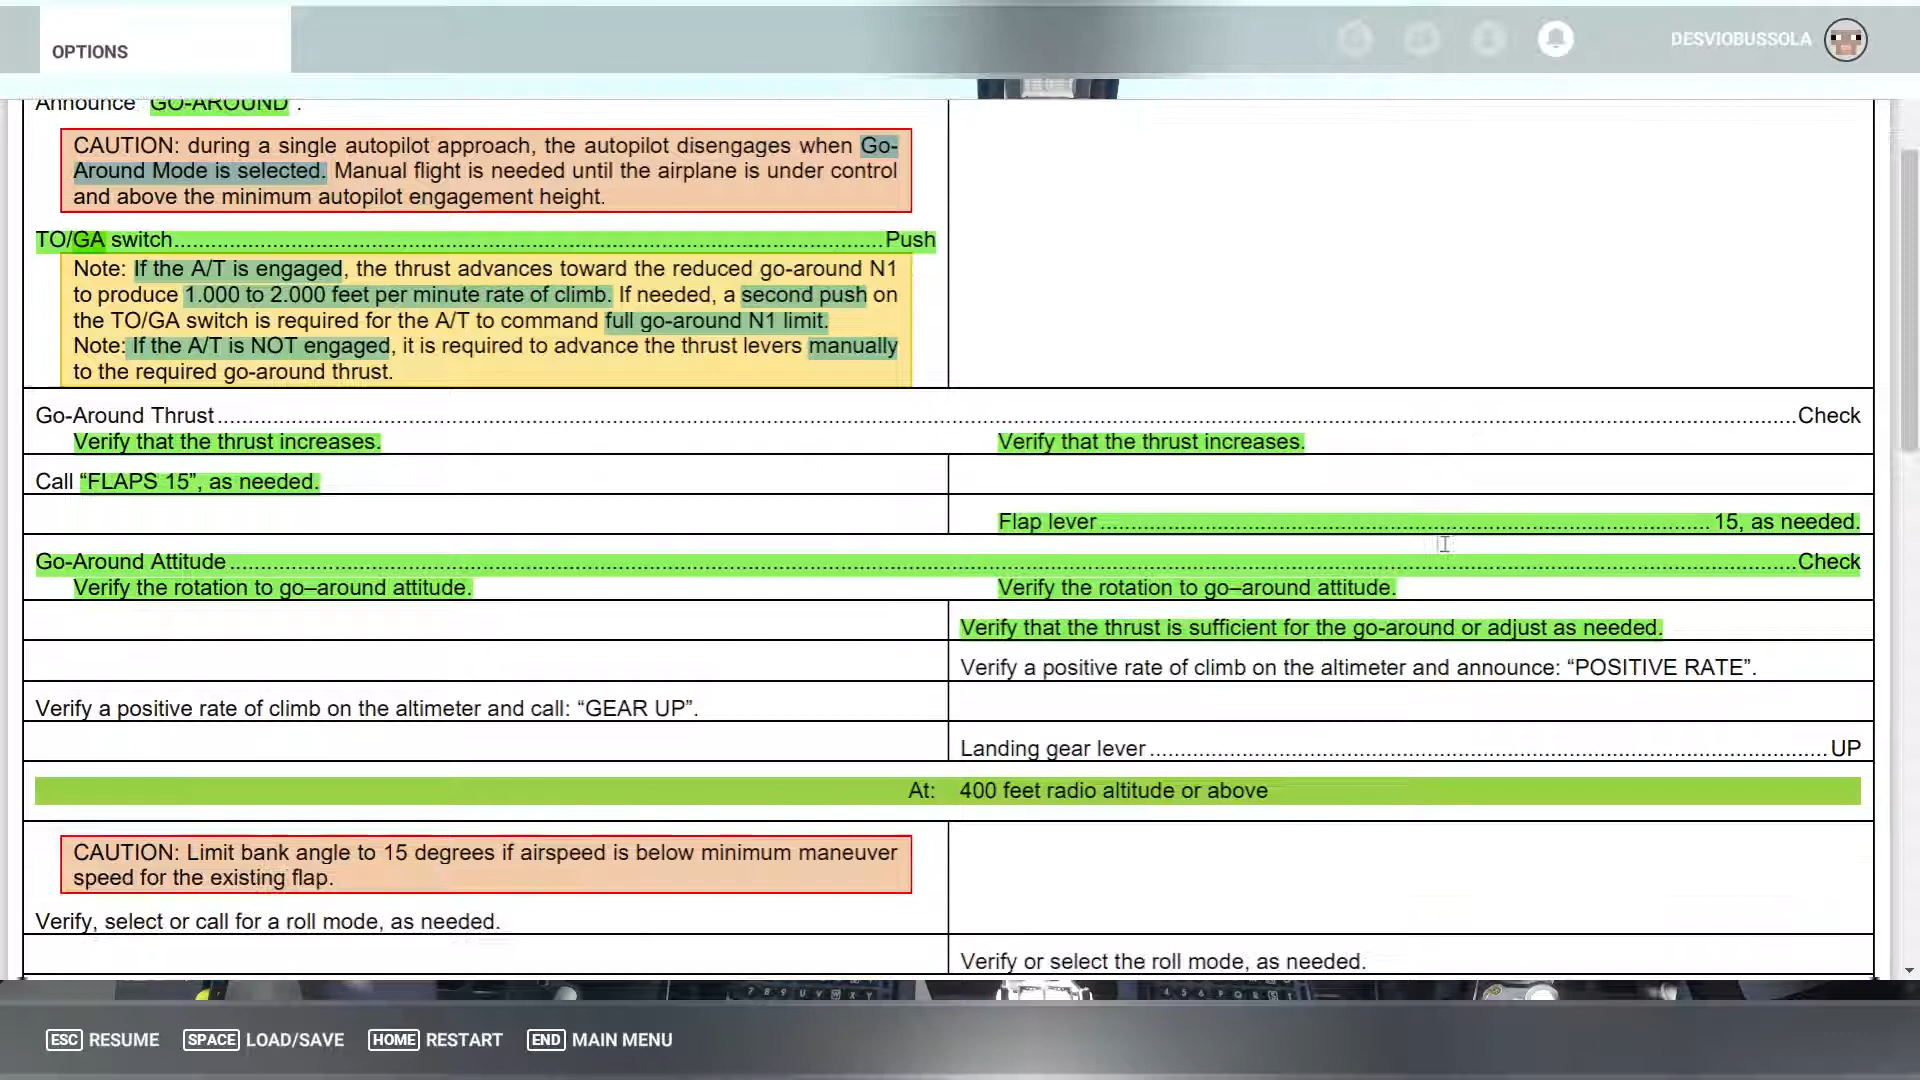 OPTIONS
DESVIOBUSSOLA
Announce “GO-AROUND”.
CAUTION: during a single autopilot approach, the autopilot disengages when Go-
Around Mode is selected. Manual flight is needed until the airplane is under control
and above the minimum autopilot engagement height.
TO/GA switch....................Push
Note: If the A/T is engaged, the thrust advances toward the reduced go-around N1
to produce 1.000 to 2.000 feet per minute rate of climb. If needed, a second push on
the TO/GA switch is required for the A/T to command full go-around N1 limit.
Note: If the A/T is NOT engaged, it is required to advance the thrust levers manually
to the required go-around thrust.
Go-Around Thrust....................Check
Verify that the thrust increases. Verify that the thrust increases.
Call “FLAPS 15”, as needed.
Flap lever....................15, as needed.
Go-Around Attitude....................Check
Verify the rotation to go–around attitude. Verify the rotation to go–around attitude.
Verify that the thrust is sufficient for the go-around or adjust as needed.
Verify a positive rate of climb on the altimeter and announce: “POSITIVE RATE”.
Verify a positive rate of climb on the altimeter and call: “GEAR UP”.
Landing gear lever....................UP
At: 400 feet radio altitude or above
CAUTION: Limit bank angle to 15 degrees if airspeed is below minimum maneuver
speed for the existing flap.
Verify, select or call for a roll mode, as needed.
Verify or select the roll mode, as needed.
ESC RESUME SPACE LOAD/SAVE HOME RESTART END MAIN MENU